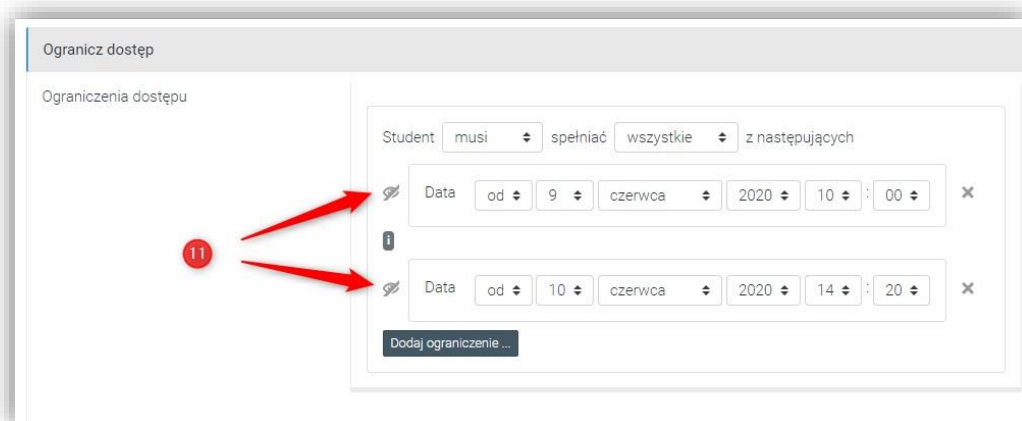 Ogranicz dostęp
Ograniczenia dostępu
Student musi spełniać wszystkie z następujących
Data od 9 czerwca 2020 10 : 00
11
i
Data od 10 czerwca 2020 14 : 20
Dodaj ograniczenie ...